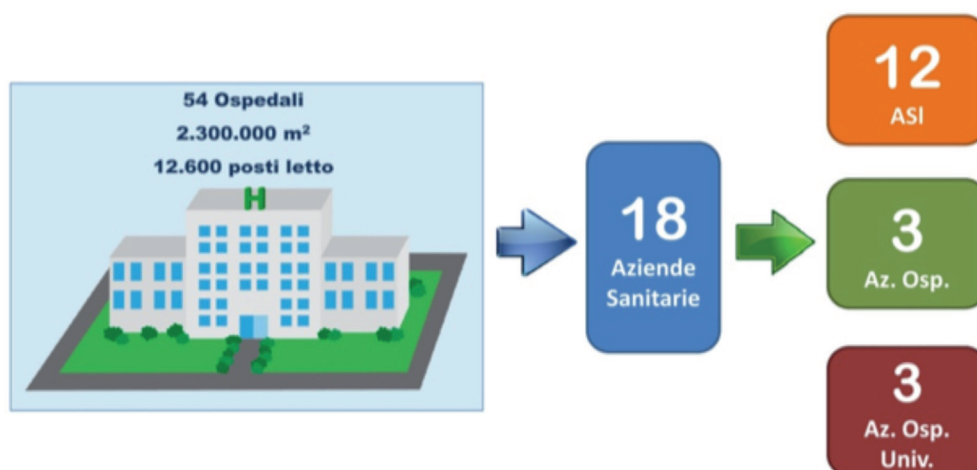 54 Ospedali
2.300.000 m²
12.600 posti letto
H
18
Aziende
Sanitarie
12
ASl
3
Az. Osp.
3
Az. Osp.
Univ.